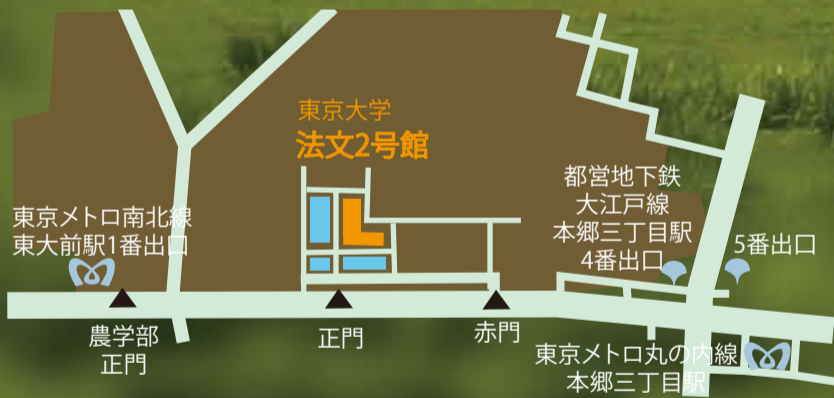 東京大学
法文2号館
東京メトロ南北線
東大前駅1番出口
都営地下鉄
大江戸線
本郷三丁目駅
4番出口
5番出口
農学部
正門
正門
赤門
東京メトロ丸の内線
本郷三丁目駅